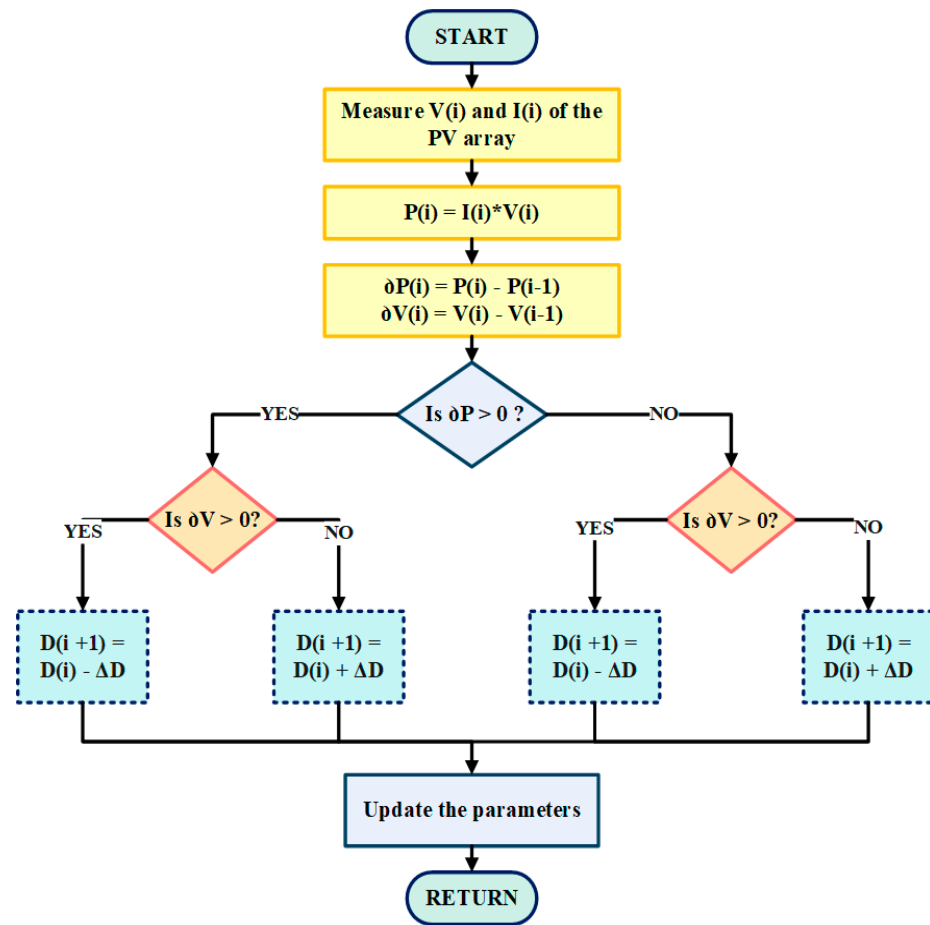 START
Measure V(i) and I(i) of the
PV array
P(i) = I(i)*V(i)
∂P(i) = P(i) - P(i-1)
∂V(i) = V(i) - V(i-1)
Is ∂P > 0 ?
YES
NO
Is ∂V > 0?
YES
NO
Is ∂V > 0?
YES
NO
D(i +1) =
D(i) - ΔD
D(i +1) =
D(i) + ΔD
D(i +1) =
D(i) - ΔD
D(i +1) =
D(i) + ΔD
Update the parameters
RETURN